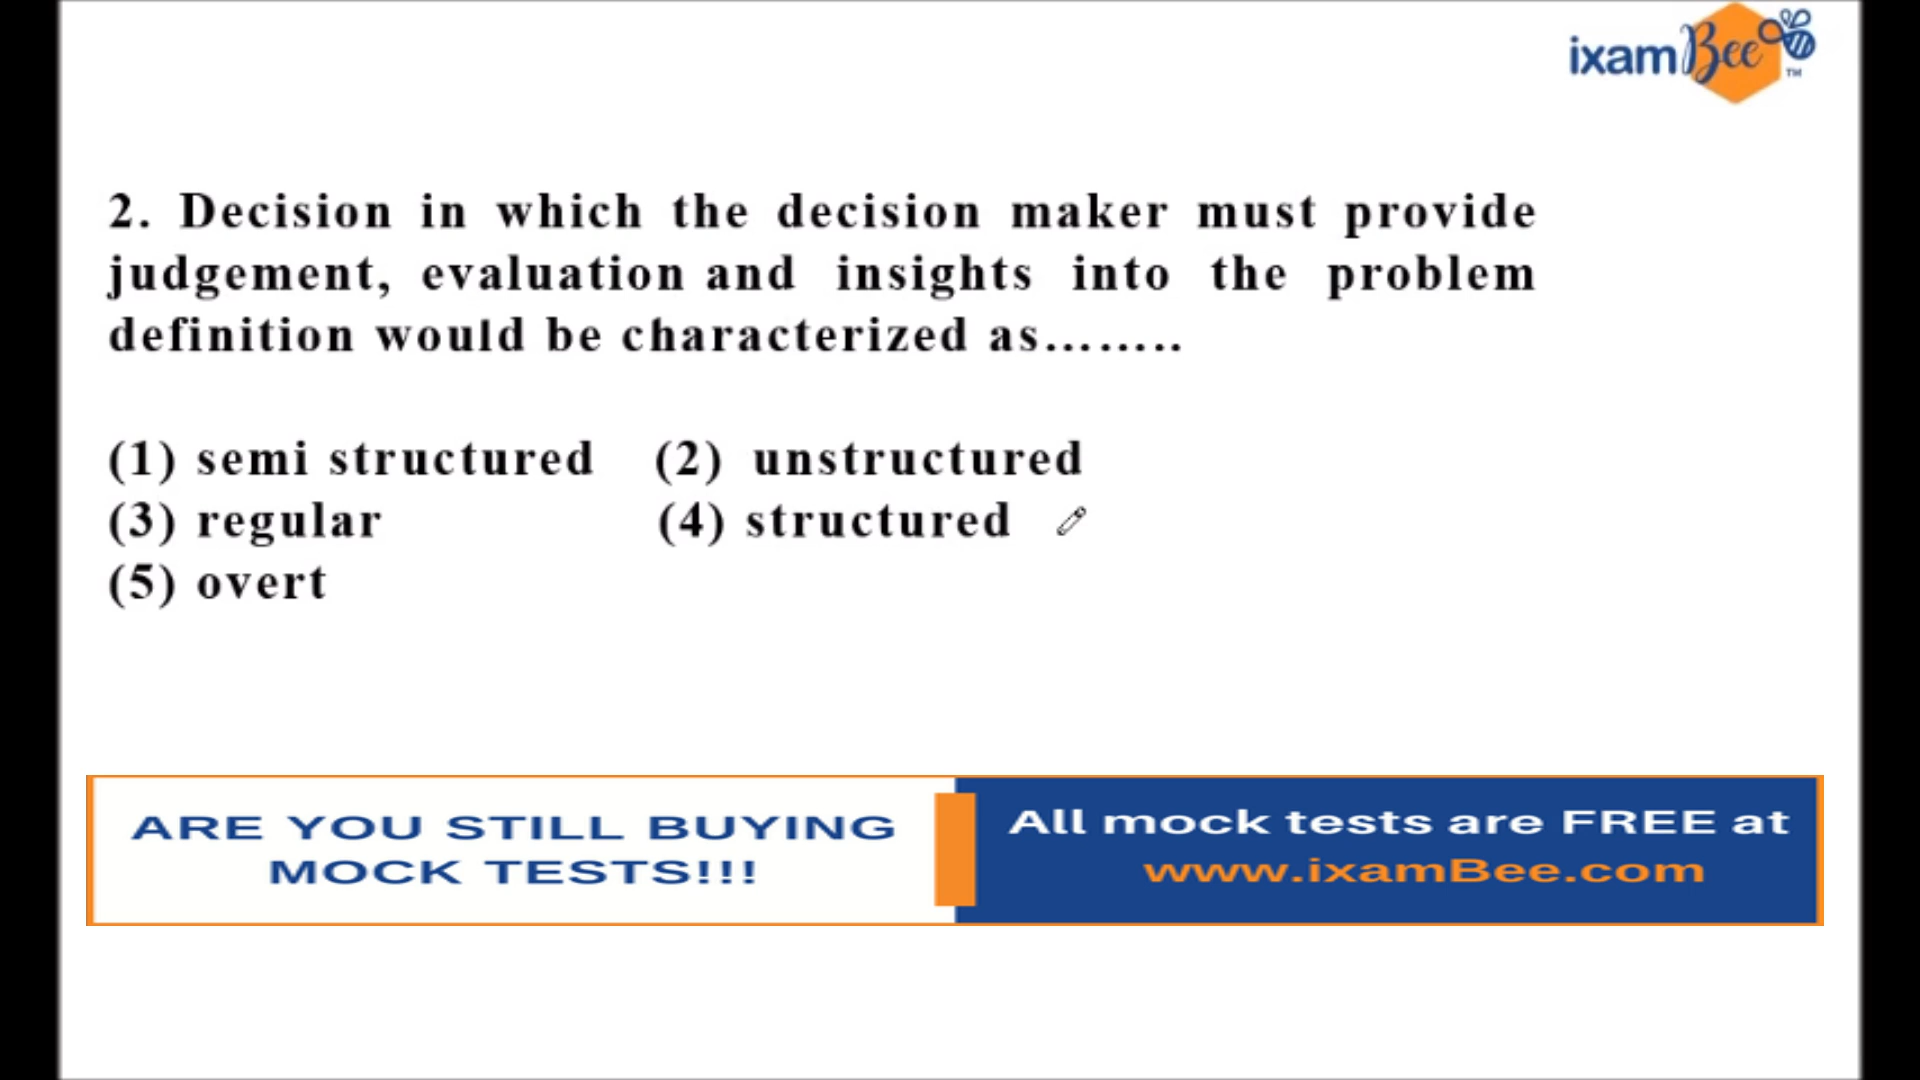 ixamBee TM
2. Decision in which the decision maker must provide
judgement, evaluation and insights into the problem
definition would be characterized as........
(1) semi structured (2) unstructured
(3) regular (4) structured
(5) overt
ARE YOU STILL BUYING
MOCK TESTS!!!
All mock tests are FREE at
www.ixamBee.com